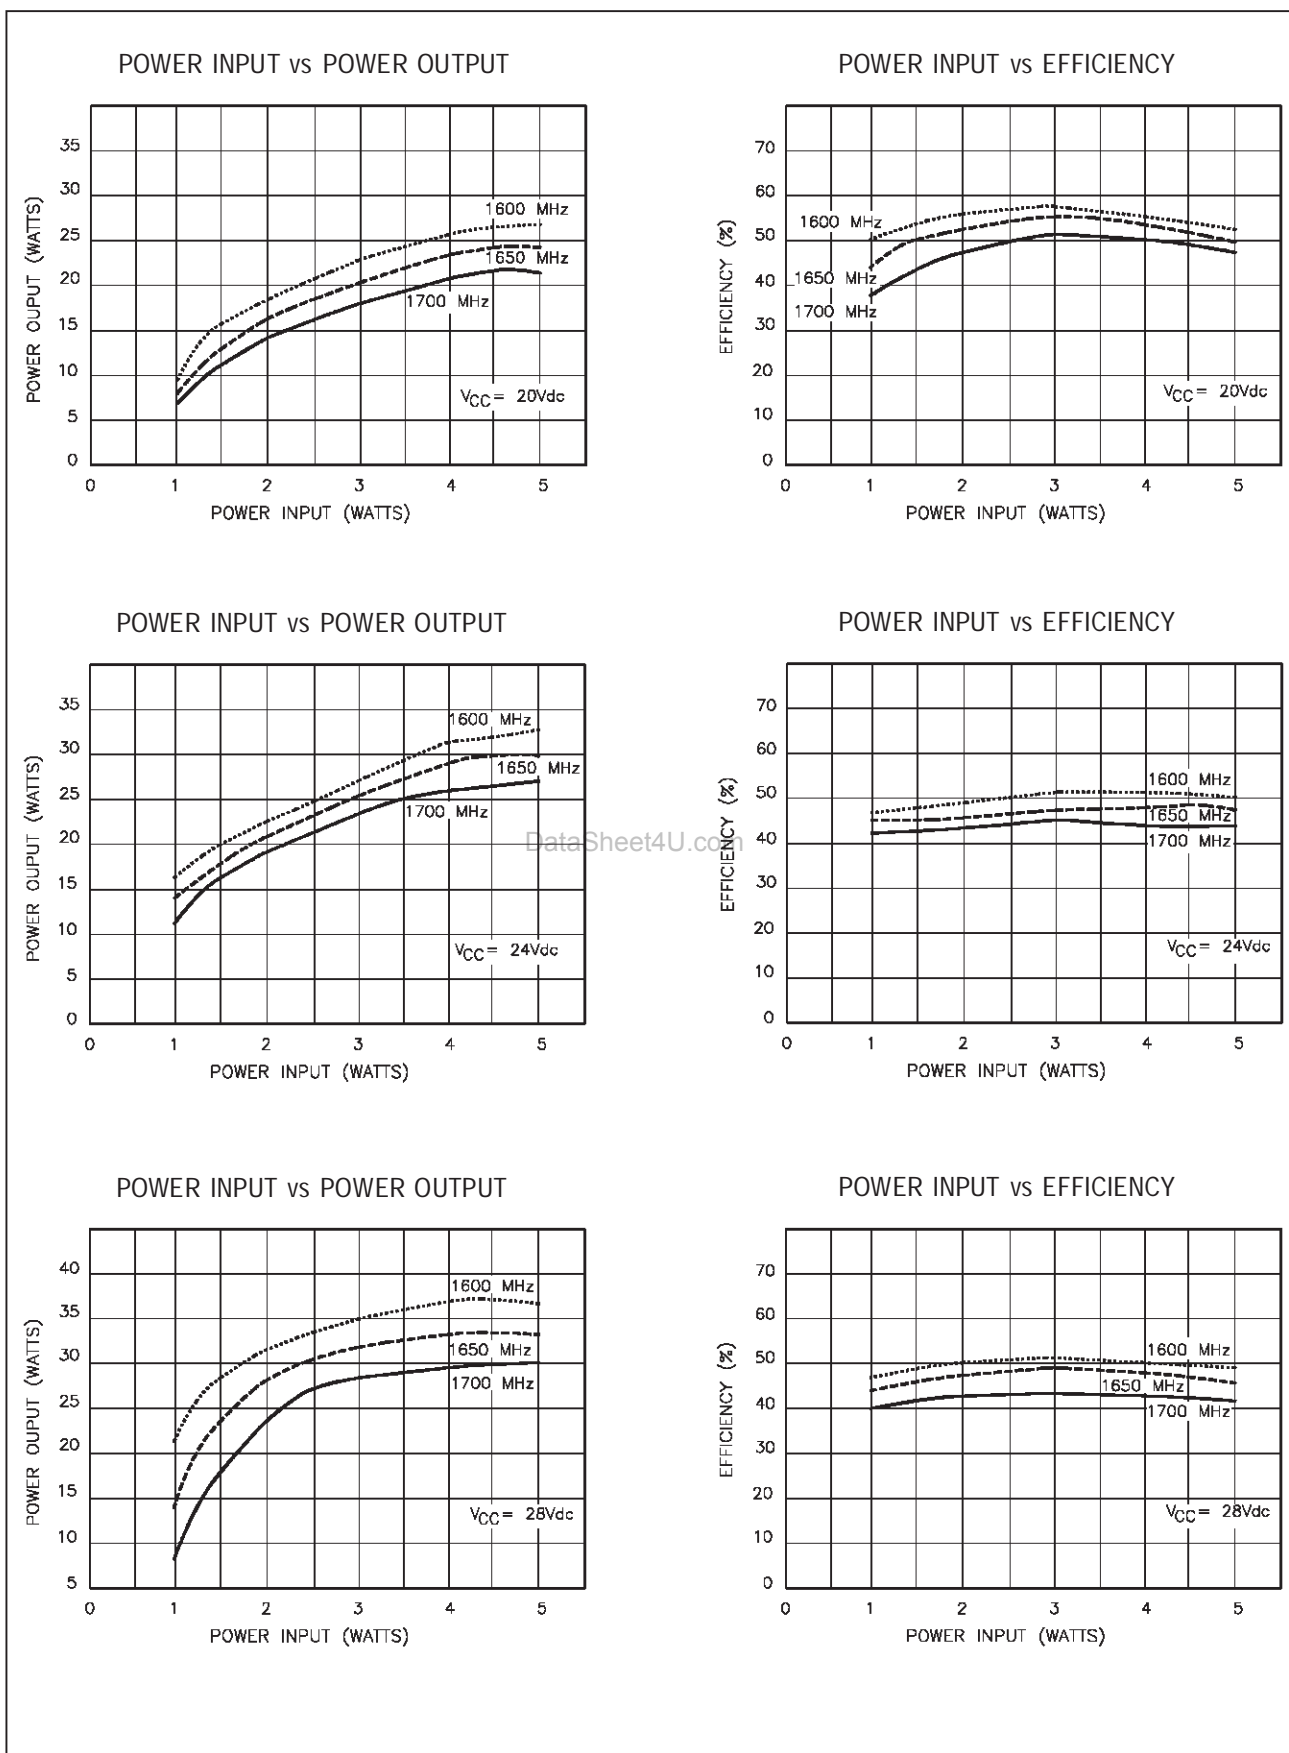 POWER INPUT vs POWER OUTPUT
35
30
25
20
15
10
5
0
0 1 2 3 4 5
POWER OUPUT (WATTS)
POWER INPUT (WATTS)
1600 MHz
1650 MHz
1700 MHz
VCC= 20Vdc
POWER INPUT vs EFFICIENCY
70
60
50
40
30
20
10
0
0 1 2 3 4 5
EFFICIENCY (%)
POWER INPUT (WATTS)
1600 MHz
1650 MHz
1700 MHz
VCC= 20Vdc
POWER INPUT vs POWER OUTPUT
35
30
25
20
15
10
5
0
0 1 2 3 4 5
POWER OUPUT (WATTS)
POWER INPUT (WATTS)
1600 MHz
1650 MHz
1700 MHz
VCC= 24Vdc
DataSheet4U.com
POWER INPUT vs EFFICIENCY
70
60
50
40
30
20
10
0
0 1 2 3 4 5
EFFICIENCY (%)
POWER INPUT (WATTS)
1600 MHz
1650 MHz
1700 MHz
VCC= 24Vdc
POWER INPUT vs POWER OUTPUT
40
35
30
25
20
15
10
5
0 1 2 3 4 5
POWER OUPUT (WATTS)
POWER INPUT (WATTS)
1600 MHz
1650 MHz
1700 MHz
VCC= 28Vdc
POWER INPUT vs EFFICIENCY
70
60
50
40
30
20
10
0
0 1 2 3 4 5
EFFICIENCY (%)
POWER INPUT (WATTS)
1600 MHz
1650 MHz
1700 MHz
VCC= 28Vdc